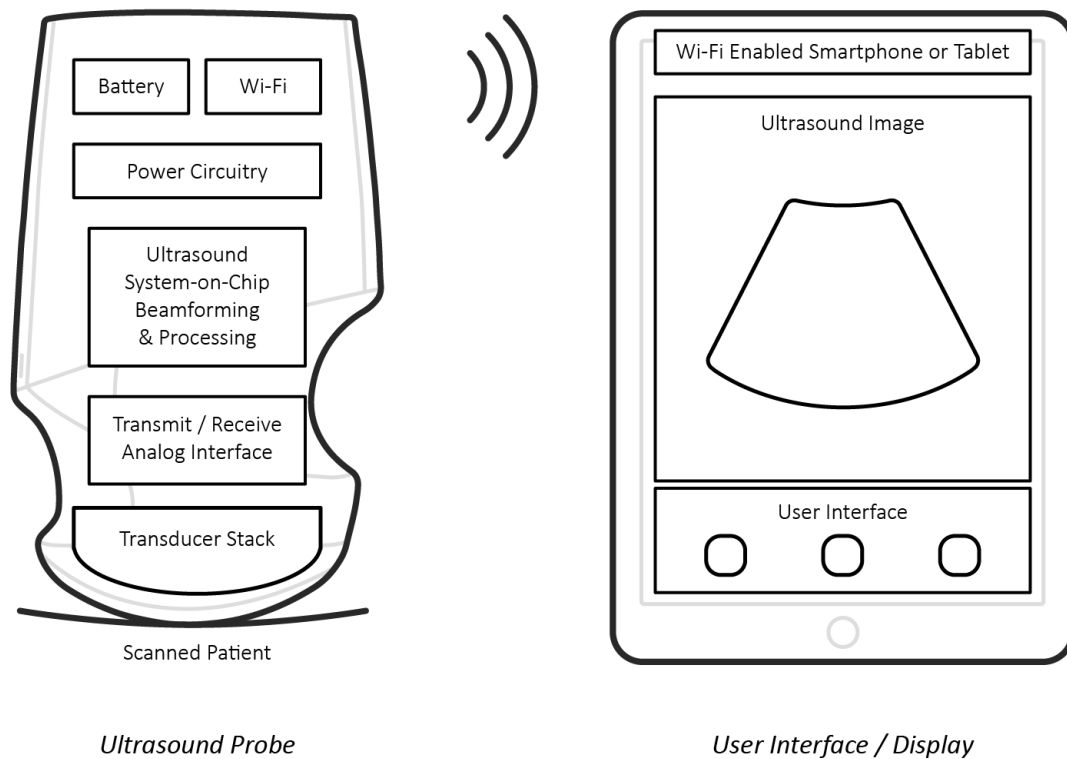 Battery
Wi-Fi
Power Circuitry
Ultrasound
System-on-Chip
Beamforming
& Processing
Transmit / Receive
Analog Interface
Transducer Stack
Scanned Patient
Ultrasound Probe
Wi-Fi Enabled Smartphone or Tablet
Ultrasound Image
User Interface
User Interface / Display